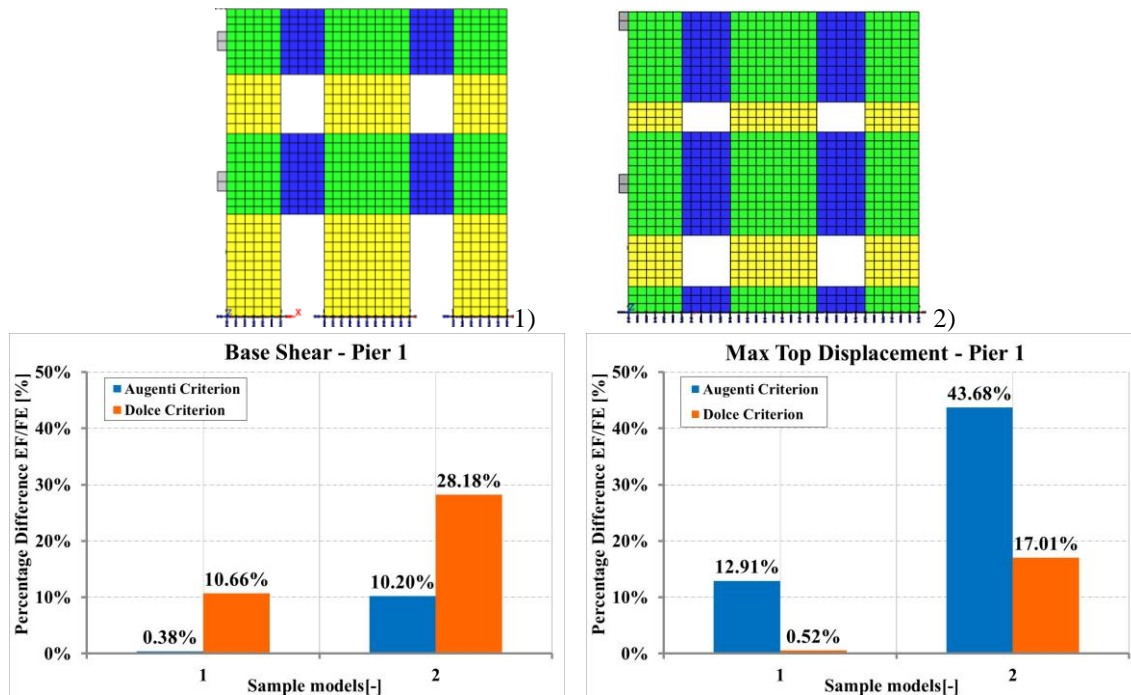 Z X 1)
Z 2)
Base Shear - Pier 1
Percentage Difference EF/FE [%]
50%
40%
30%
20%
10%
0%
Augenti Criterion
Dolce Criterion
0.38%
10.66%
10.20%
28.18%
1 2
Sample models[-]
Max Top Displacement - Pier 1
Percentage Difference EF/FE [%]
50%
40%
30%
20%
10%
0%
Augenti Criterion
Dolce Criterion
12.91%
0.52%
43.68%
17.01%
1 2
Sample models[-]